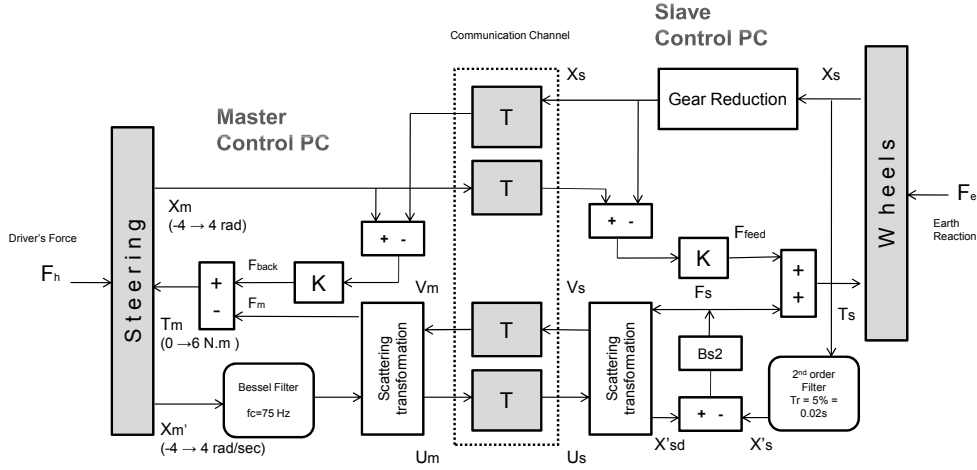 Slave
Control PC
Communication Channel
Xs
Xs
Gear Reduction
T
Master
Control PC
T
Wheels
Fe
Earth
Reaction
Xm
(-4 → 4 rad)
+ -
+ -
Driver's Force
Fh
Steering
Fback
K
Ffeed
K
+
+
+
-
Fm
Vm
Vs
Fs
Ts
Tm
(0 →6 N.m )
Scattering
transformation
T
Scattering
transformation
Bs2
2nd order
Filter
Tr = 5% =
0.02s
Bessel Filter
fc=75 Hz
T
+ -
Xm'
(-4 → 4 rad/sec)
Um
Us
X'sd
X's